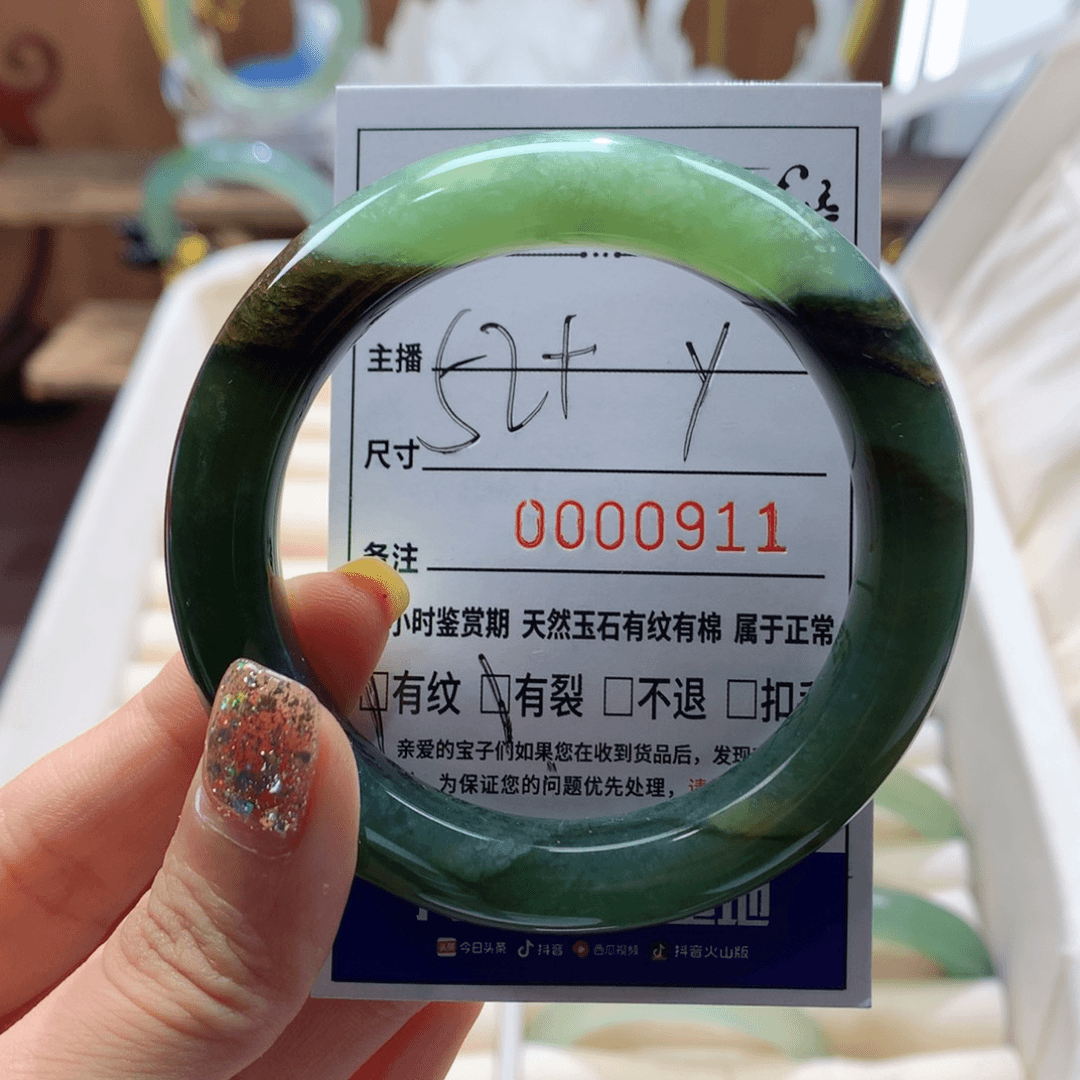 主播
52+ y
尺寸
0000911
备注
小时鉴赏期 天然玉石有纹有棉 属于正常
□有纹 □有裂 □不退 □扣
亲爱的宝子们如果您在收到货品后，发现
为保证您的问题优先处理，请
今日头条 抖音 西瓜视频 抖音火山版